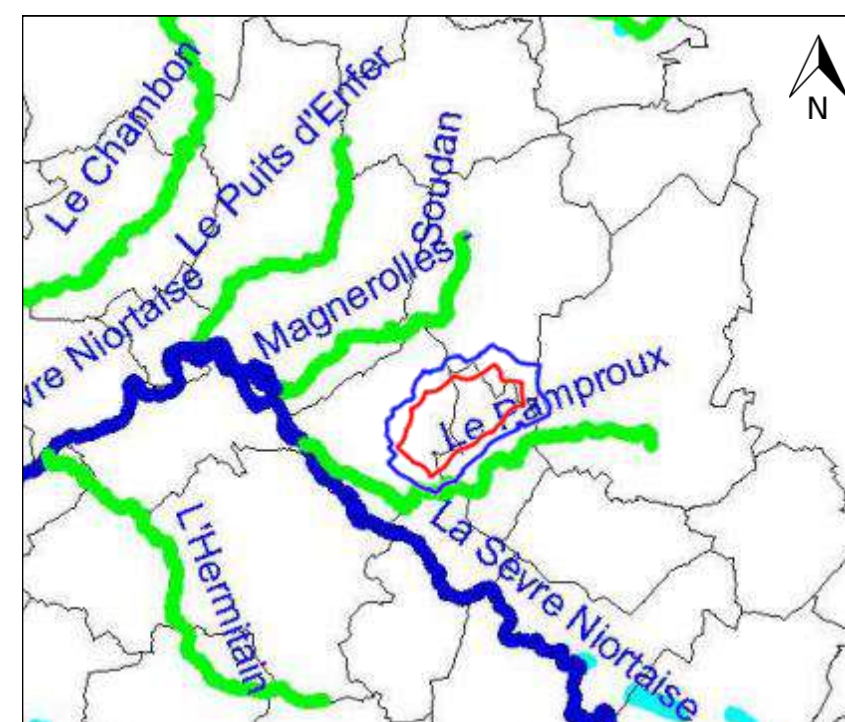 N
Le Chambon
Le Puits d'Enfer
Soudan
Magnerolles
vre Niortaise
Le Pamproux
La Sèvre Niortaise
L'Hermitain